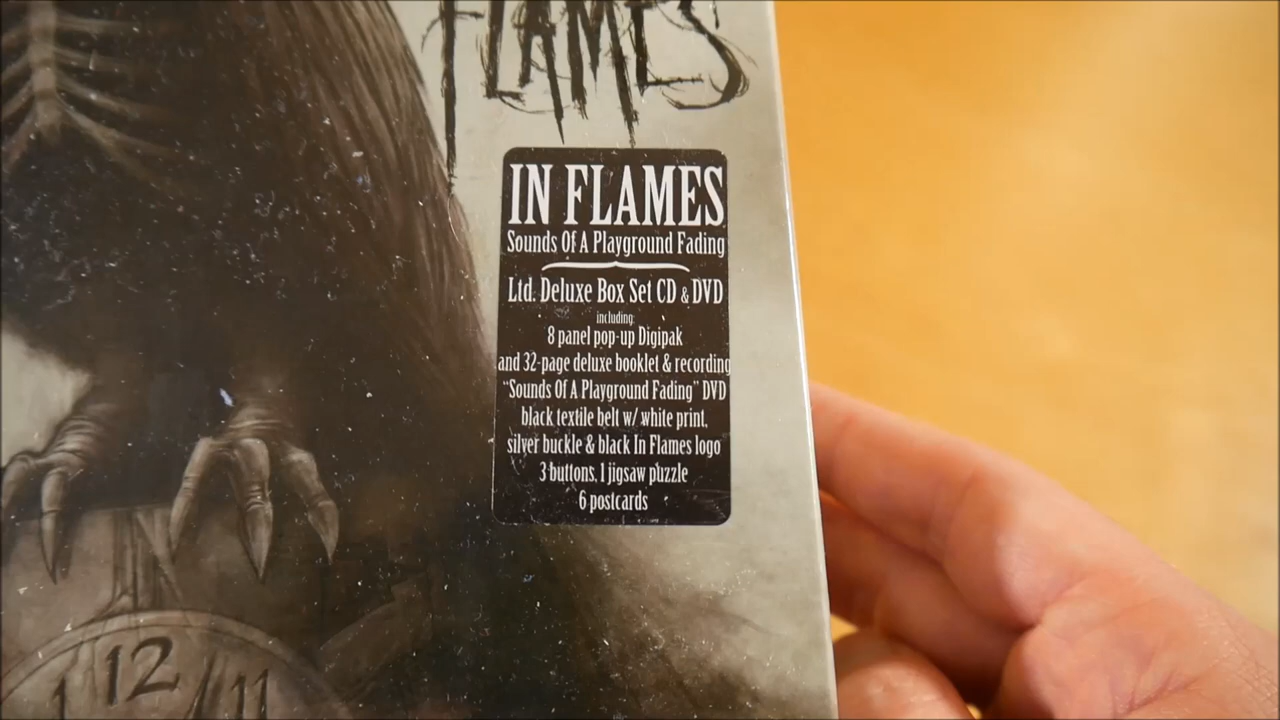 FLAMES
IN FLAMES
Sounds Of A Playground Fading
Ltd. Deluxe Box Set CD & DVD
including:
8 panel pop-up Digipak
and 32-page deluxe booklet & recording
“Sounds Of A Playground Fading” DVD
black textile belt w/ white print,
silver buckle & black In Flames logo
3 buttons, 1 jigsaw puzzle
6 postcards
1 12 11